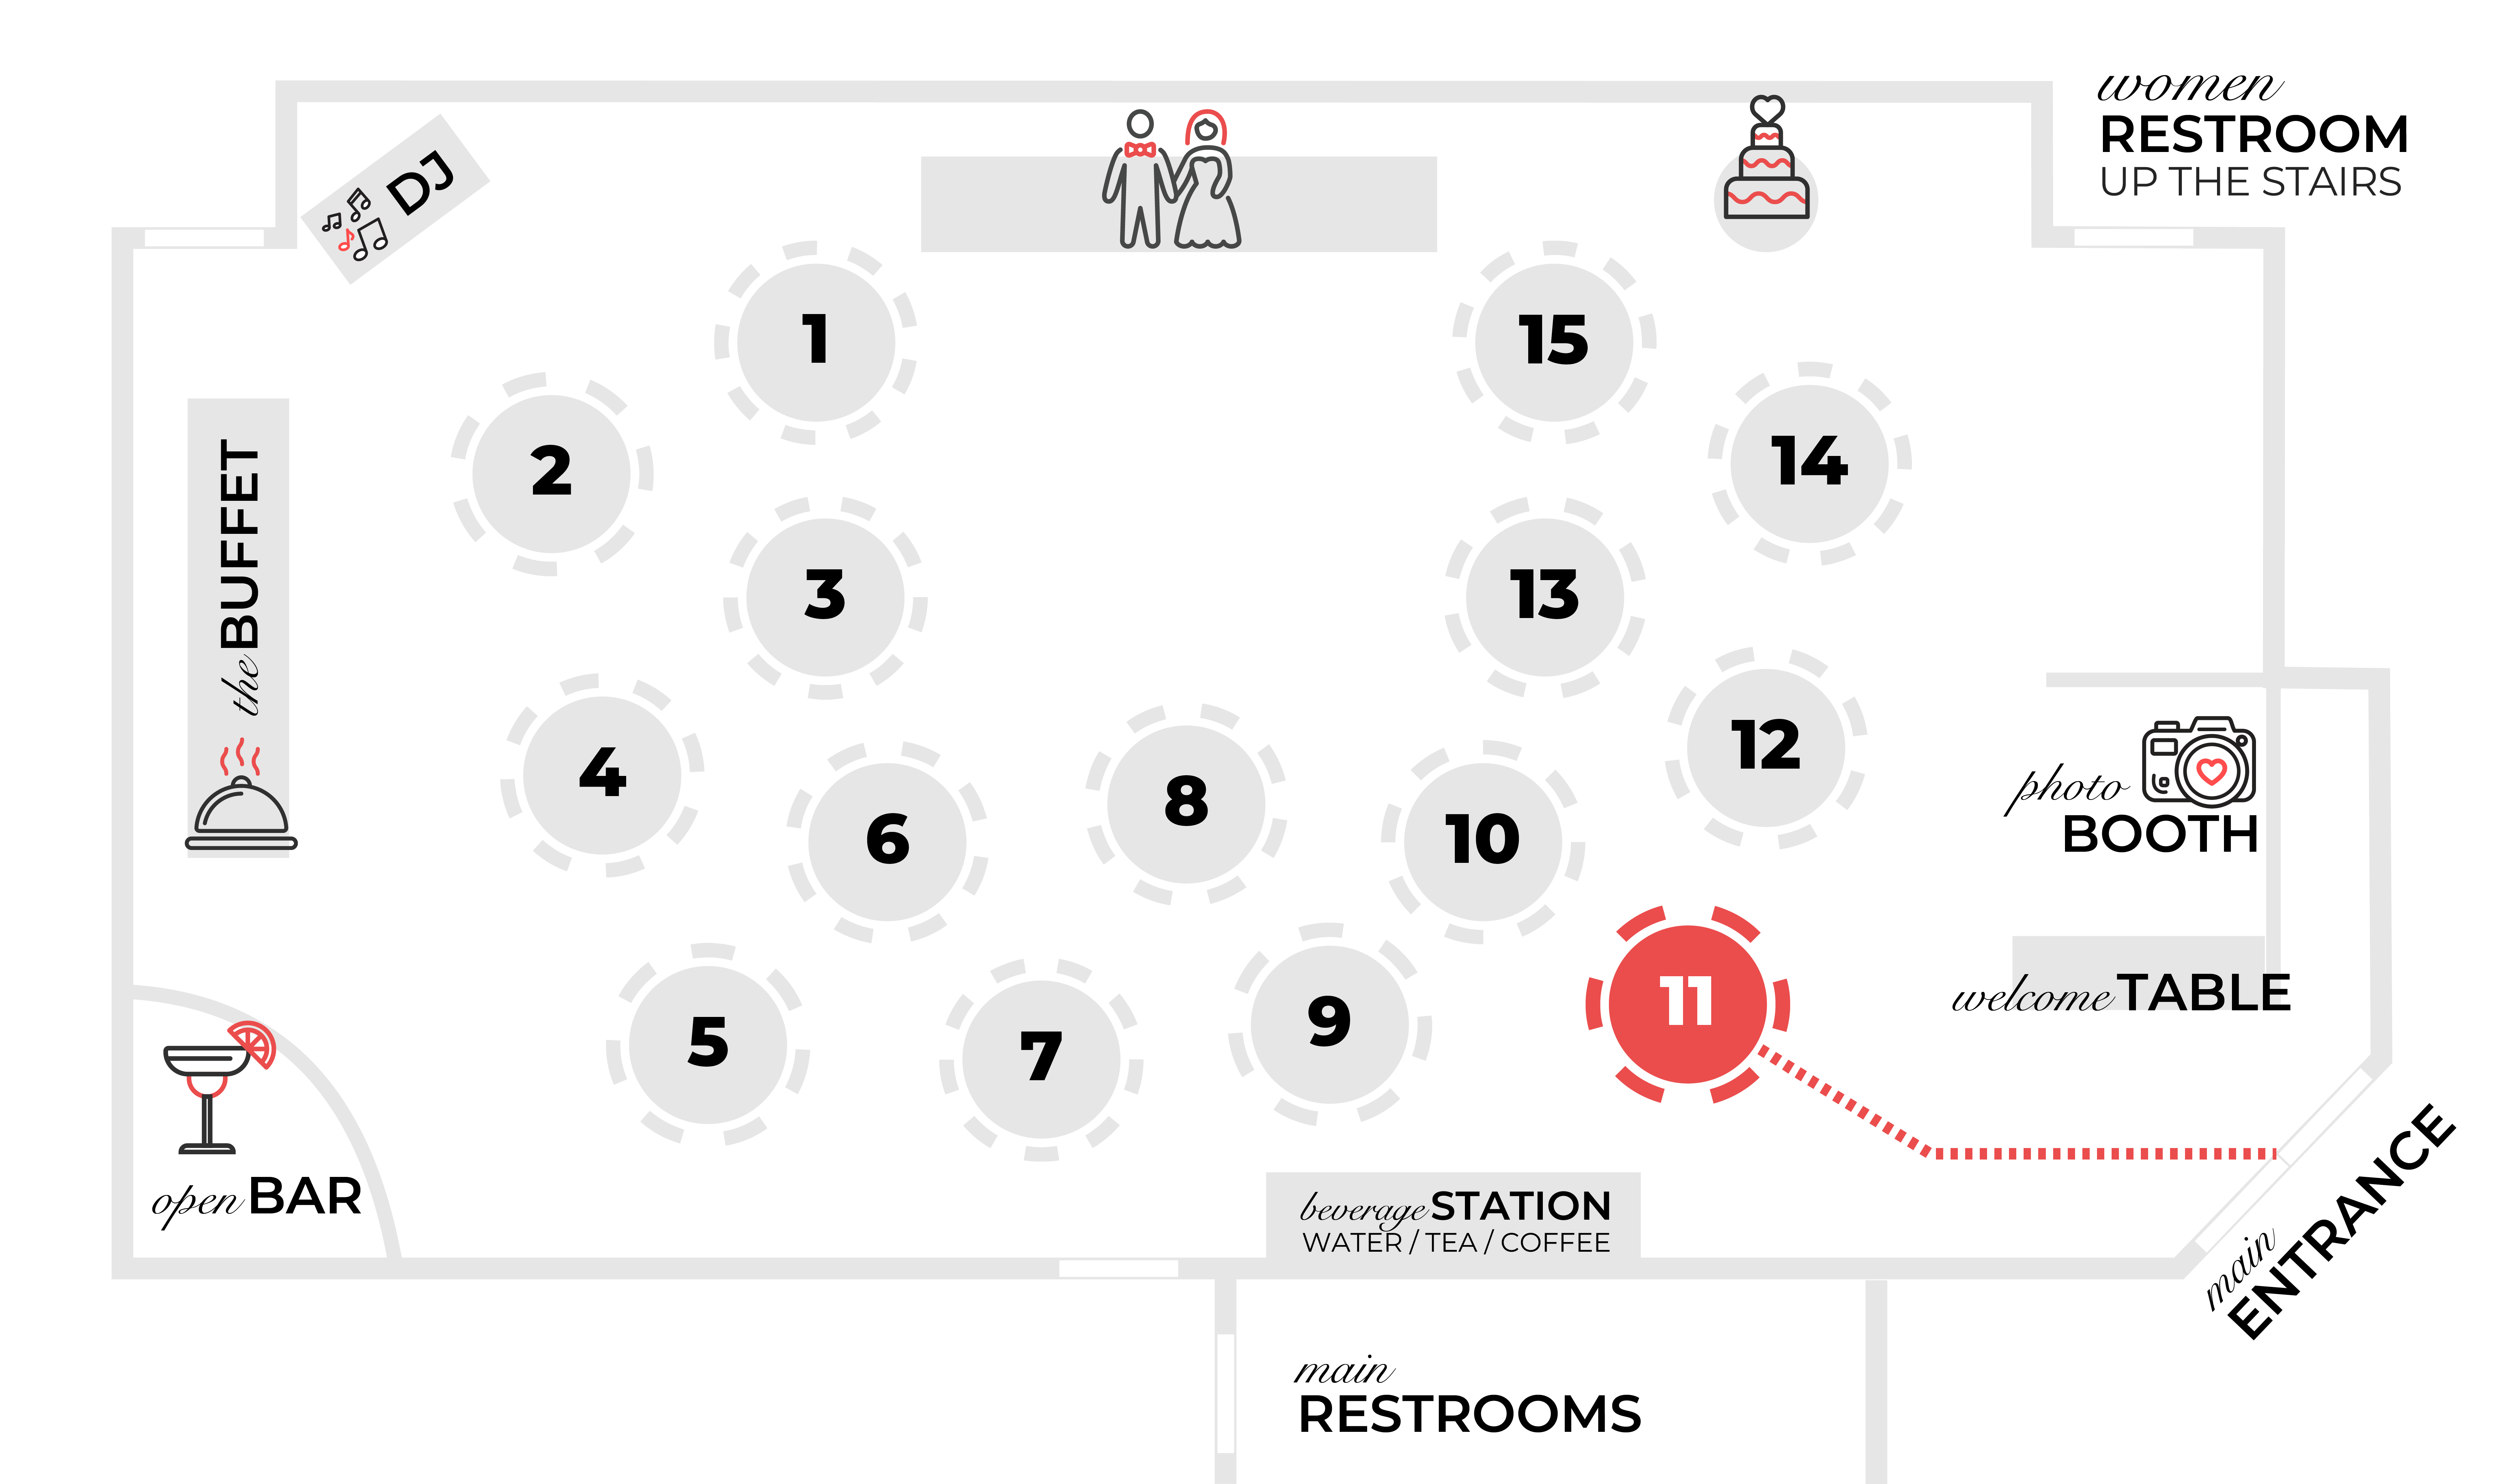 women
RESTROOM
UP THE STAIRS
DJ
1
15
2
14
the BUFFET
3
13
4
12
6
8
10
photo
BOOTH
5
7
9
11
welcome TABLE
open BAR
beverage STATION
WATER / TEA / COFFEE
main
ENTRANCE
main
RESTROOMS